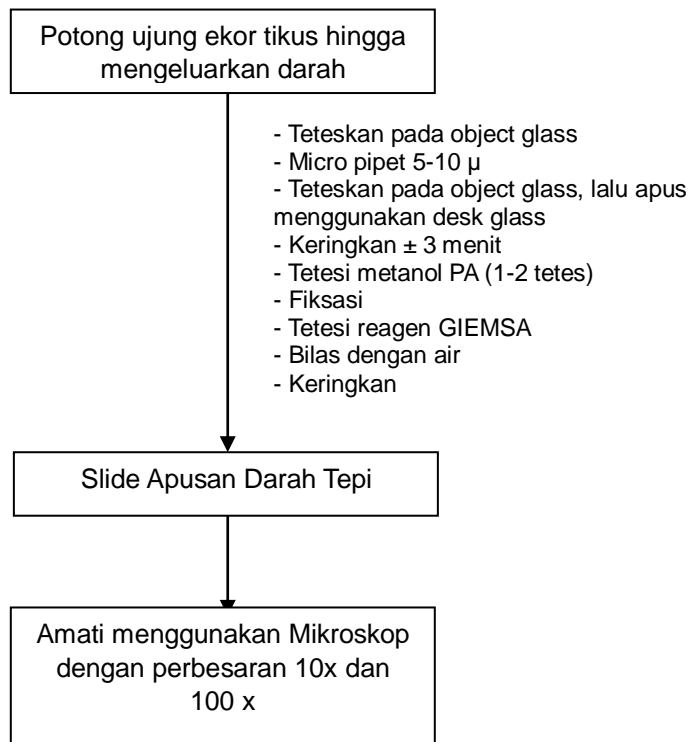 Potong ujung ekor tikus hingga
mengeluarkan darah
- Teteskan pada object glass
- Micro pipet 5-10 µ
- Teteskan pada object glass, lalu apus
menggunakan desk glass
- Keringkan ± 3 menit
- Tetesi metanol PA (1-2 tetes)
- Fiksasi
- Tetesi reagen GIEMSA
- Bilas dengan air
- Keringkan
Slide Apusan Darah Tepi
Amati menggunakan Mikroskop
dengan perbesaran 10x dan
100 x